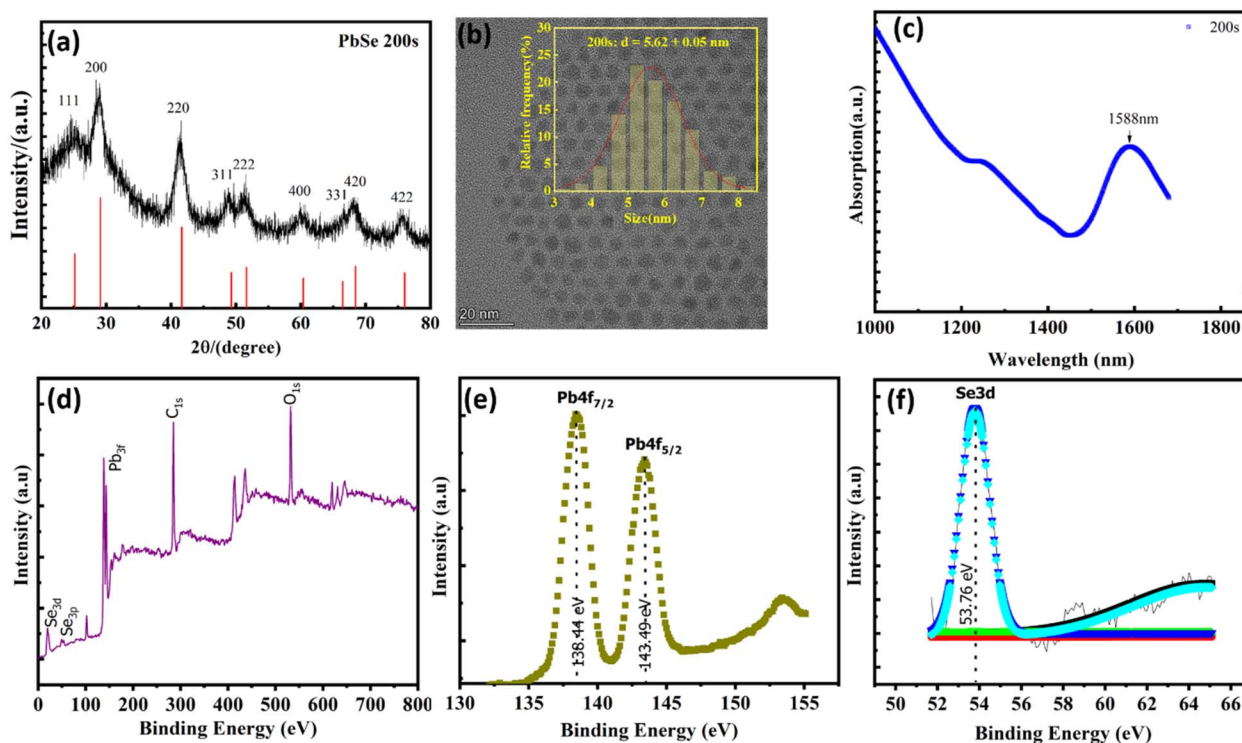 (a)
PbSe 200s
111
200
220
311
222
400
331
420
422
Intensity/(a.u.)
20 30 40 50 60 70 80
2θ/(degree)
(b)
200s: d = 5.62 + 0.05 nm
Relative frequency(%)
30
25
20
15
10
5
0
3 4 5 6 7 8
Size(nm)
20 nm
(c)
200s
1588nm
Absorption(a.u.)
1000 1200 1400 1600 1800
Wavelength (nm)
(d)
Se3d
Se3p
Pb3f
C1s
O1s
Intensity (a.u)
0 100 200 300 400 500 600 700 800
Binding Energy (eV)
(e)
Pb4f7/2
Pb4f5/2
138.44 eV
143.49 eV
Intensity (a.u)
130 135 140 145 150 155
Binding Energy (eV)
(f)
Se3d
53.76 eV
Intensity (a.u)
50 52 54 56 58 60 62 64 66
Binding Energy (eV)